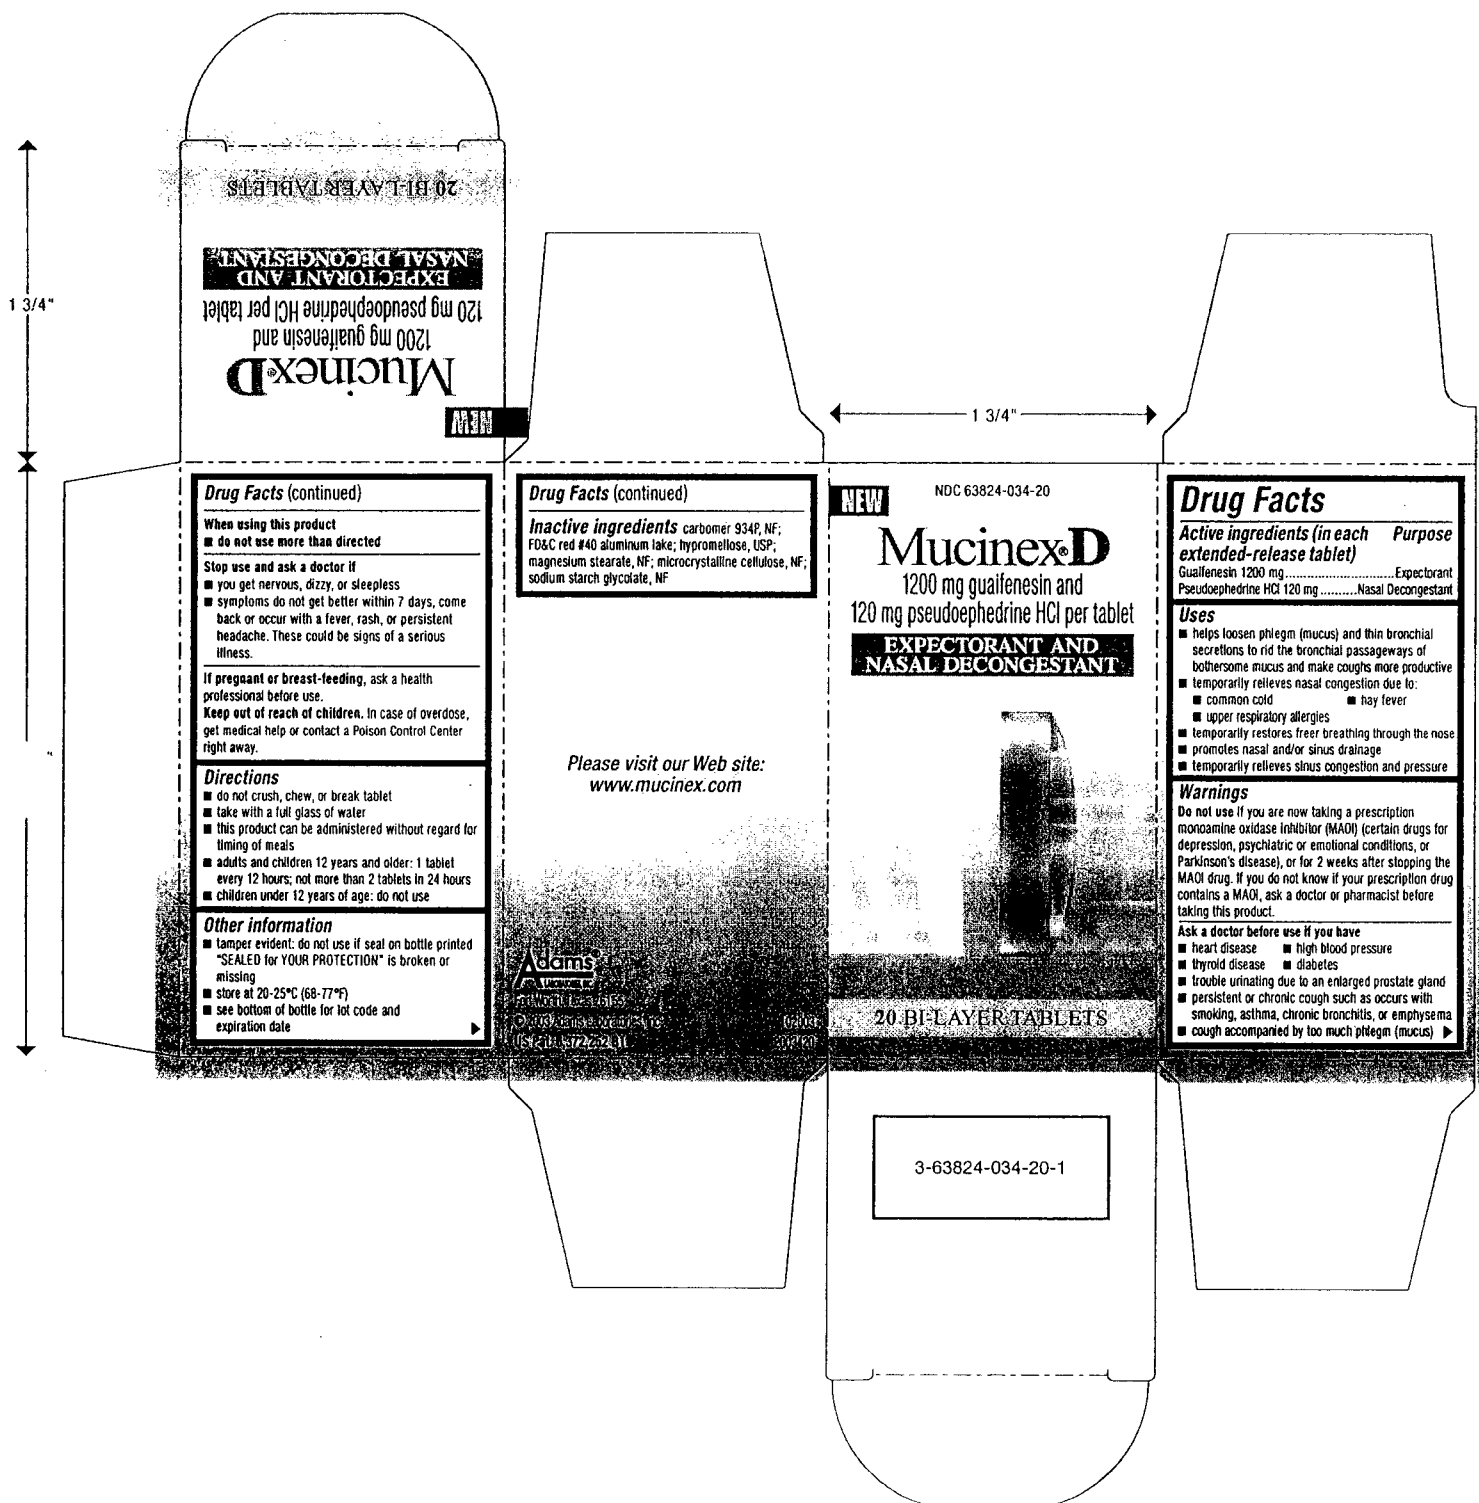 1 3/4"
20 BI-LAYER TABLETS
EXPECTORANT AND
NASAL DECONGESTANT
120 mg pseudoephedrine HCl per tablet
1200 mg guaifenesin and
Mucinex®D
NEW
1 3/4"
Drug Facts (continued)
When using this product
■ do not use more than directed
Stop use and ask a doctor if
■ you get nervous, dizzy, or sleepless
■ symptoms do not get better within 7 days, come
back or occur with a fever, rash, or persistent
headache. These could be signs of a serious
illness.
If pregnant or breast-feeding, ask a health
professional before use.
Keep out of reach of children. In case of overdose,
get medical help or contact a Poison Control Center
right away.
Directions
■ do not crush, chew, or break tablet
■ take with a full glass of water
■ this product can be administered without regard for
timing of meals
■ adults and children 12 years and older: 1 tablet
every 12 hours; not more than 2 tablets in 24 hours
■ children under 12 years of age: do not use
Other information
■ tamper evident: do not use if seal on bottle printed
"SEALED for YOUR PROTECTION" is broken or
missing
■ store at 20-25°C (68-77°F)
■ see bottom of bottle for lot code and
expiration date
Drug Facts (continued)
Inactive ingredients carbomer 934P, NF;
FD&C red #40 aluminum lake; hypromellose, USP;
magnesium stearate, NF; microcrystalline cellulose, NF;
sodium starch glycolate, NF
Please visit our Web site:
www.mucinex.com
Adams®
LABORATORIES, INC.
NEW
NDC 63824-034-20
Mucinex®D
1200 mg guaifenesin and
120 mg pseudoephedrine HCl per tablet
EXPECTORANT AND
NASAL DECONGESTANT
20 BI-LAYER TABLETS
3-63824-034-20-1
Drug Facts
Active ingredients (in each Purpose
extended-release tablet)
Guaifenesin 1200 mg..............................Expectorant
Pseudoephedrine HCl 120 mg ..........Nasal Decongestant
Uses
■ helps loosen phlegm (mucus) and thin bronchial
secretions to rid the bronchial passageways of
bothersome mucus and make coughs more productive
■ temporarily relieves nasal congestion due to:
■ common cold ■ hay fever
■ upper respiratory allergies
■ temporarily restores freer breathing through the nose
■ promotes nasal and/or sinus drainage
■ temporarily relieves sinus congestion and pressure
Warnings
Do not use if you are now taking a prescription
monoamine oxidase inhibitor (MAOI) (certain drugs for
depression, psychiatric or emotional conditions, or
Parkinson's disease), or for 2 weeks after stopping the
MAOI drug. If you do not know if your prescription drug
contains a MAOI, ask a doctor or pharmacist before
taking this product.
Ask a doctor before use if you have
■ heart disease ■ high blood pressure
■ thyroid disease ■ diabetes
■ trouble urinating due to an enlarged prostate gland
■ persistent or chronic cough such as occurs with
smoking, asthma, chronic bronchitis, or emphysema
■ cough accompanied by too much phlegm (mucus)